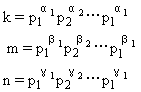 k = p₁^α₁ p₂^α₂ ⋯ p₁^α₁
m = p₁^β₁ p₂^β₂ ⋯ p₁^β₁
n = p₁^γ₁ p₂^γ₂ ⋯ p₁^γ₁